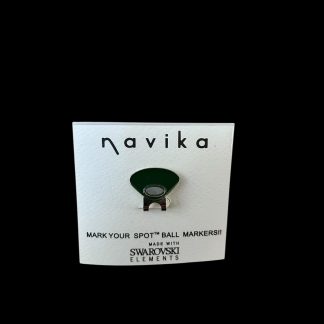 navika
MARK YOUR SPOT™ BALL MARKERS!!
MADE WITH
SWAROVSKI
ELEMENTS